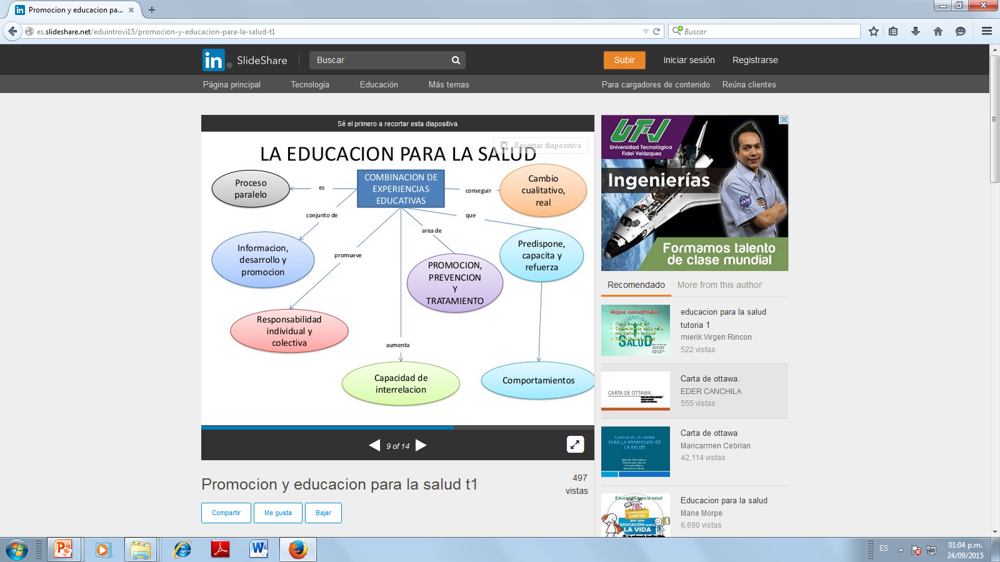 Promocion y educacion pa...
es.slideshare.net/eduintrovi15/promocion-y-educacion-para-la-salud-t1
Buscar
in® SlideShare
Buscar
Subir
Iniciar sesión
Registrarse
Página principal
Tecnología
Educación
Más temas
Para cargadores de contenido
Reúna clientes
Sé el primero a recortar esta diapositiva
Recortar diapositiva
LA EDUCACION PARA LA SALUD
COMBINACION DE
EXPERIENCIAS
EDUCATIVAS
es
Proceso
paralelo
conseguir
Cambio
cualitativo,
real
conjunto de
Informacion,
desarrollo y
promocion
promueve
Responsabilidad
individual y
colectiva
area de
PROMOCION,
PREVENCION
Y
TRATAMIENTO
que
Predispone,
capacita y
refuerza
aumenta
Capacidad de
interrelacion
Comportamientos
9 of 14
Promocion y educacion para la salud t1
497
vistas
Compartir
Me gusta
Bajar
UTFV
Universidad Tecnológica
Fidel Velázquez
Ingenierías
NASA
Formamos talento
de clase mundial
Recomendado
More from this author
Mapas conceptuales
SALUD
educacion para la salud
tutoria 1
mierik Virgen Rincon
522 vistas
CARTA DE OTTAWA.
Carta de ottawa.
EDER CANCHILA
555 vistas
CARTA DE OTTAWA
PARA LA PROMOCIÓN DE
LA SALUD
Carta de ottawa
Maricarmen Cebrian
42,114 vistas
Educación para la salud
CAMINANDO
JUNTOS
por una
EDUCACIÓN para
LA VIDA
Educacion para la salud
Mane Morpe
6,690 vistas
ES
01:04 p.m.
24/09/2015